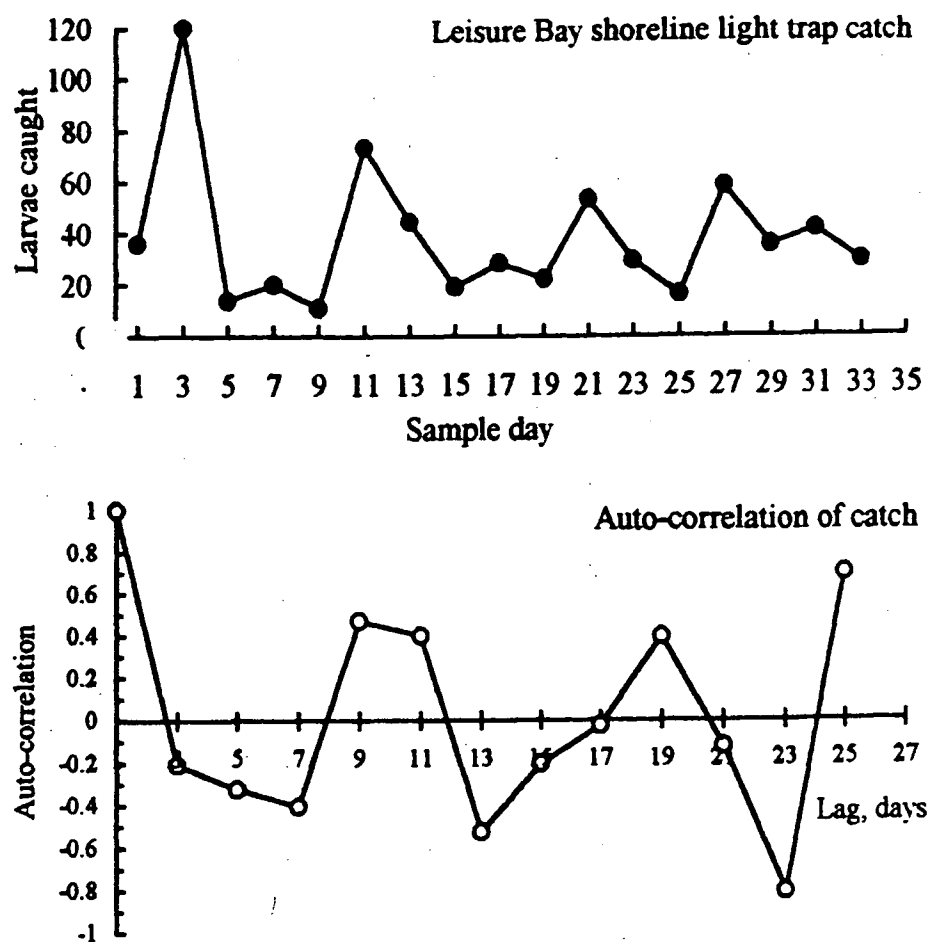 Leisure Bay shoreline light trap catch
120
100
80
60
40
20
(
Larvae caught
1 3 5 7 9 11 13 15 17 19 21 23 25 27 29 31 33 35
Sample day
Auto-correlation of catch
1
0.8
0.6
0.4
0.2
0
-0.2
-0.4
-0.6
-0.8
-1
Auto-correlation
3 5 7 9 11 13 15 17 19 21 23 25 27
Lag, days